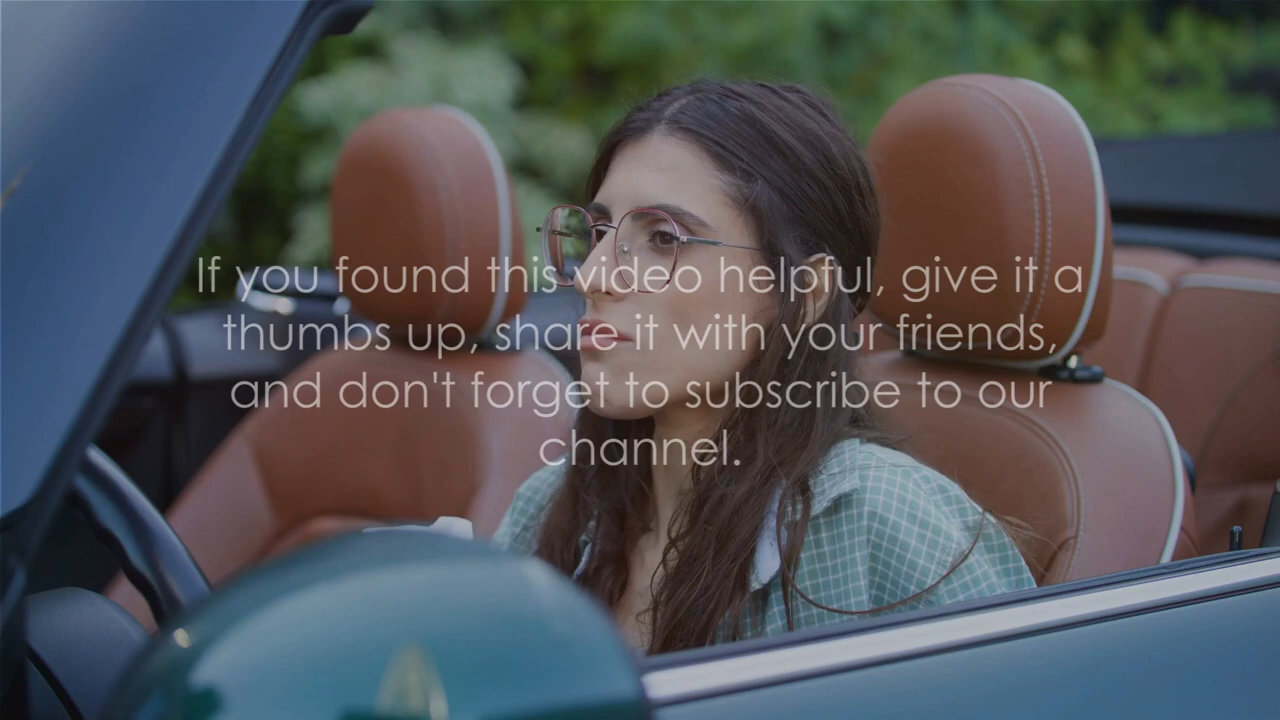 If you found this video helpful, give it a
thumbs up, share it with your friends,
and don't forget to subscribe to our
channel.